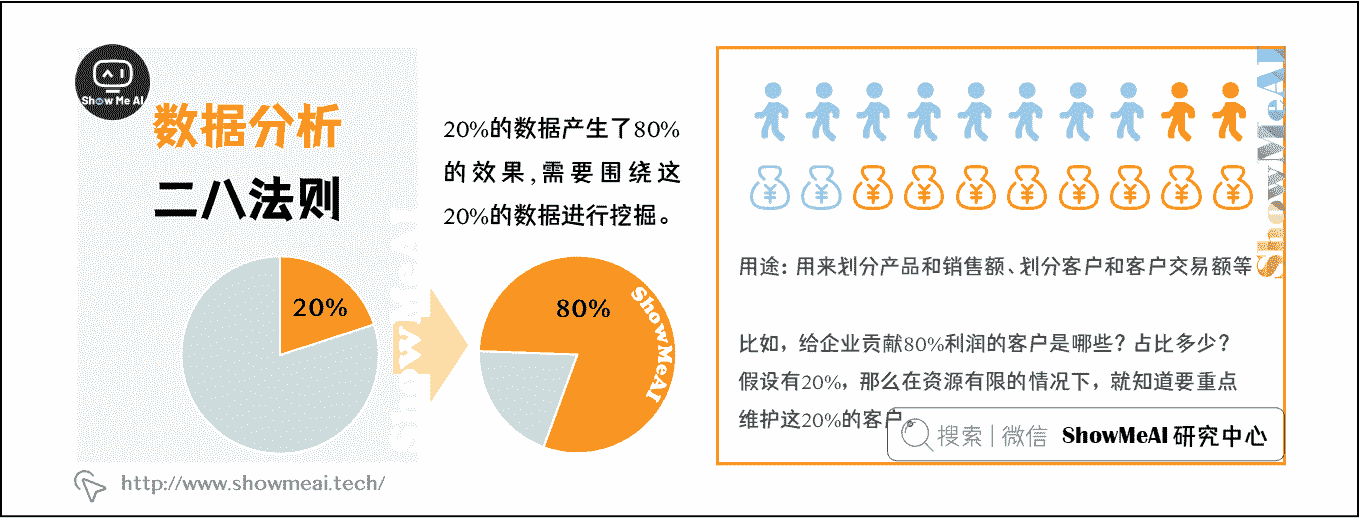 Show Me AI
数据分析
二八法则
20%
ShowMeAI
http://www.showmeai.tech/
20%的数据产生了80%
的效果,需要围绕这
20%的数据进行挖掘。
80%
ShowMeAI
¥ ¥ ¥ ¥ ¥ ¥ ¥ ¥ ¥ ¥
ShowMeAI
用途：用来划分产品和销售额、划分客户和客户交易额等
比如，给企业贡献80%利润的客户是哪些？占比多少？
假设有20%，那么在资源有限的情况下，就知道要重点
维护这20%的客户
搜索|微信 ShowMeAI 研究中心